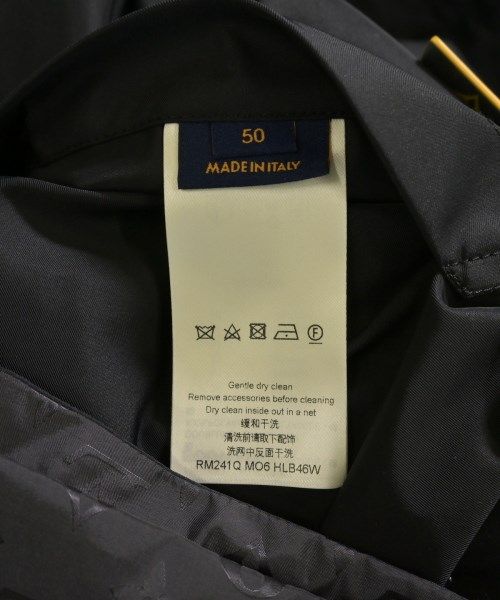 50
MADE IN ITALY
Gentle dry clean
Remove accessories before cleaning
Dry clean inside out in a net
缓和干洗
清洗前请取下配饰
洗网中反面干洗
RM241Q MO6 HLB46W